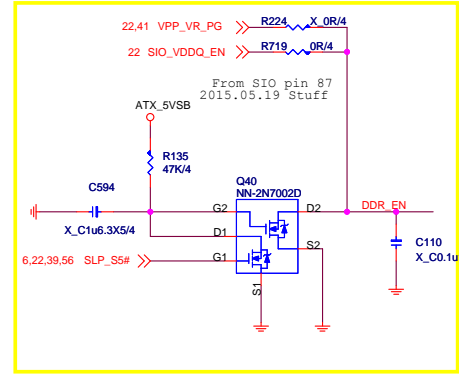 22,41 VPP_VR_PG R224 X_0R/4
22 SIO_VDDQ_EN R719 0R/4
From SIO pin 87
2015.05.19 Stuff
ATX_5VSB
R135
47K/4
C594
X_C1u6.3X5/4
Q40
NN-2N7002D
G2 D2
D1 S2
G1
S1
DDR_EN
6,22,39,56 SLP_S5#
C110
X_C0.1u